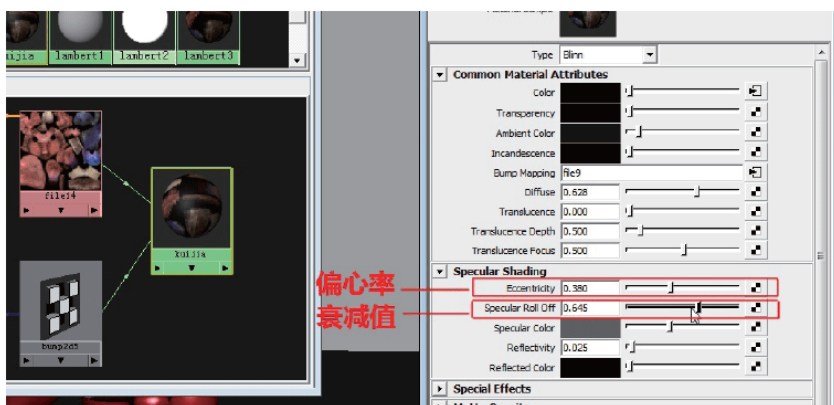 lambert1
lambert2
lambert3
file14
kuijia
bump2d5
偏心率
衰减值
Type Blinn
Common Material Attributes
Color
Transparency
Ambient Color
Incandescence
Bump Mapping file9
Diffuse 0.628
Translucence 0.000
Translucence Depth 0.500
Translucence Focus 0.500
Specular Shading
Eccentricity 0.380
Specular Roll Off 0.645
Specular Color
Reflectivity 0.025
Reflected Color
Special Effects